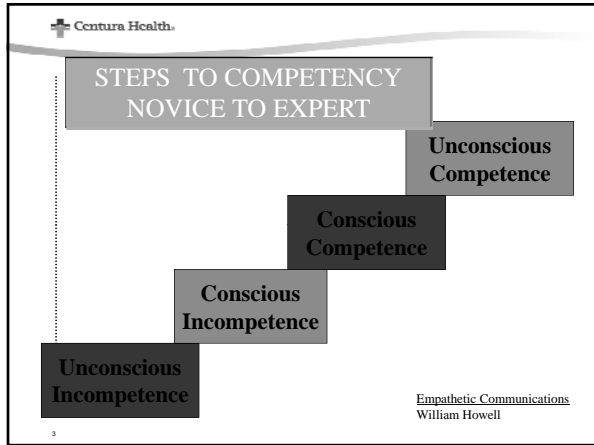 Centura Health.
STEPS TO COMPETENCY
NOVICE TO EXPERT
Unconscious
Competence
Conscious
Competence
Conscious
Incompetence
Unconscious
Incompetence
Empathetic Communications
William Howell
3